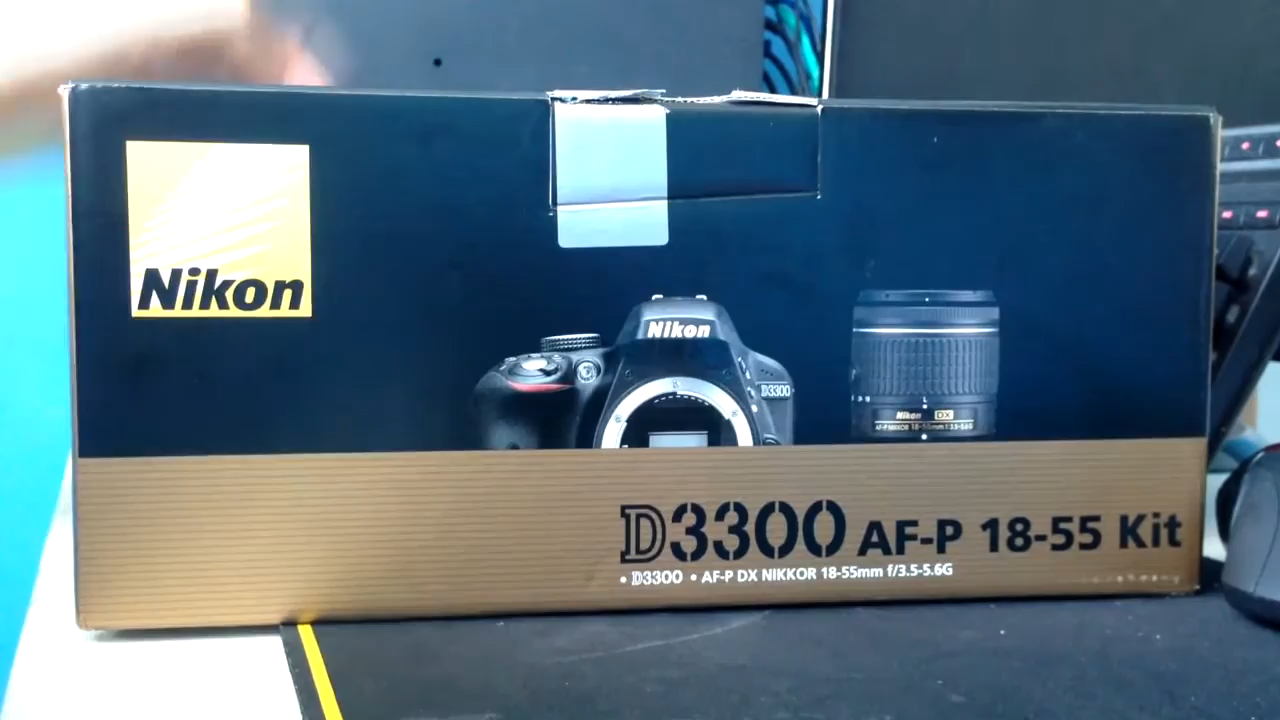 Nikon
Nikon
D3300
Nikon DX
AF-P NIKKOR 18-55mm 1:3.5-5.6G
D3300 AF-P 18-55 Kit
• D3300 • AF-P DX NIKKOR 18-55mm f/3.5-5.6G